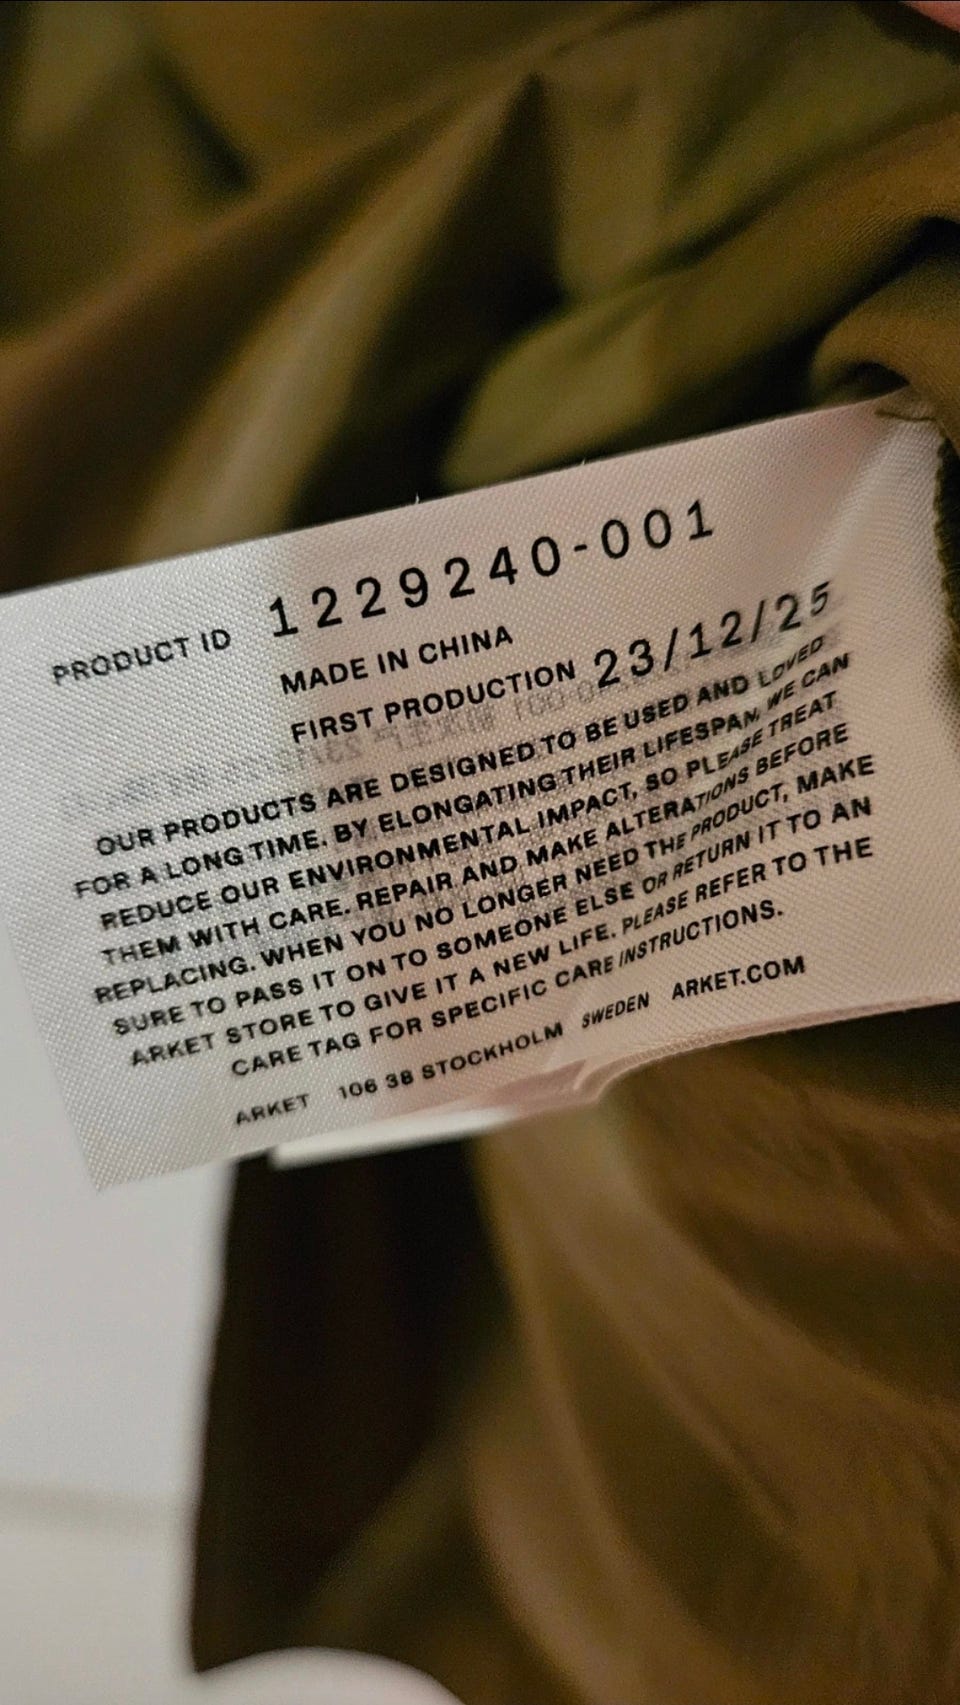 PRODUCT ID 1229240-001
MADE IN CHINA
FIRST PRODUCTION 23/12/25
OUR PRODUCTS ARE DESIGNED TO BE USED AND LOVED
FOR A LONG TIME. BY ELONGATING THEIR LIFESPAN, WE CAN
REDUCE OUR ENVIRONMENTAL IMPACT, SO PLEASE TREAT
THEM WITH CARE. REPAIR AND MAKE ALTERATIONS BEFORE
REPLACING. WHEN YOU NO LONGER NEED THE PRODUCT, MAKE
SURE TO PASS IT ON TO SOMEONE ELSE OR RETURN IT TO AN
ARKET STORE TO GIVE IT A NEW LIFE. PLEASE REFER TO THE
CARE TAG FOR SPECIFIC CARE INSTRUCTIONS.
ARKET 106 38 STOCKHOLM SWEDEN ARKET.COM